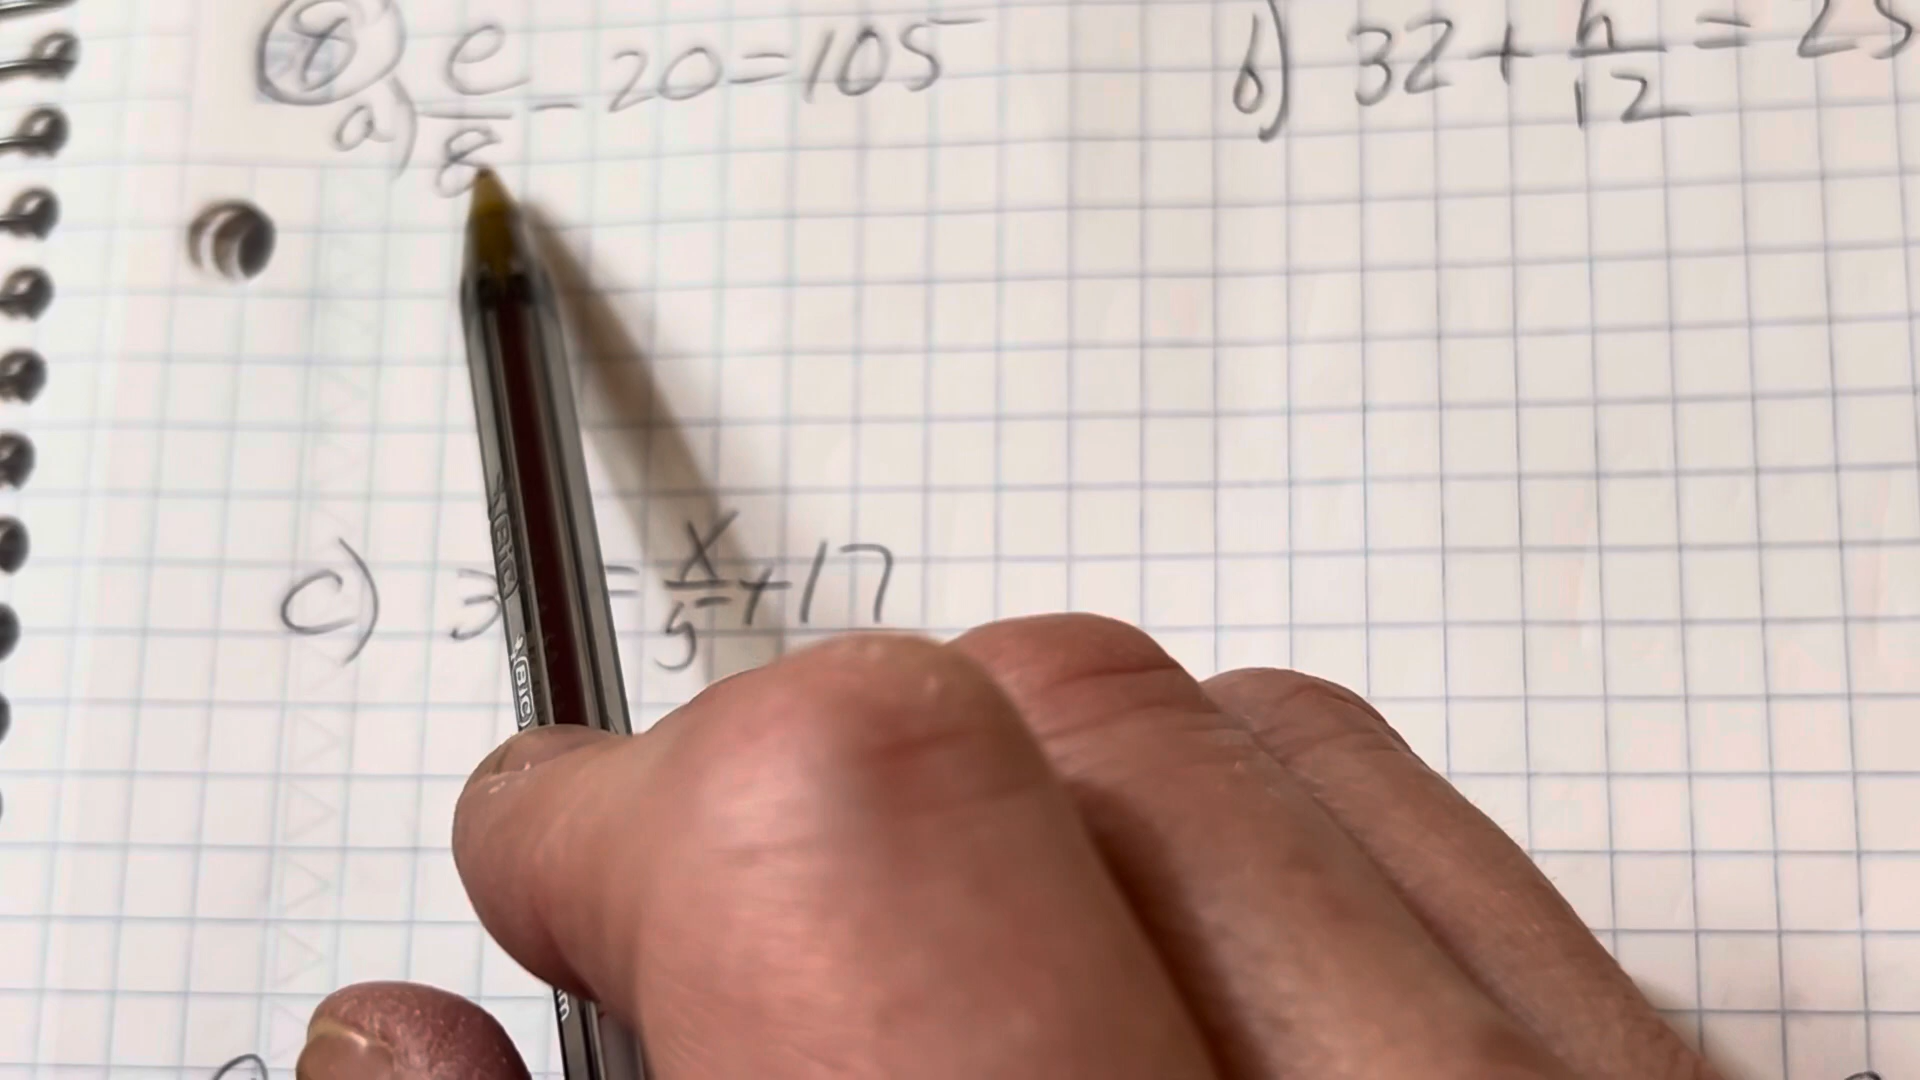 ⑧ a) e/8 - 20 = 105
b) 32 + h/12 = 25
c) 3 = x/5 + 17
BIC
BIC